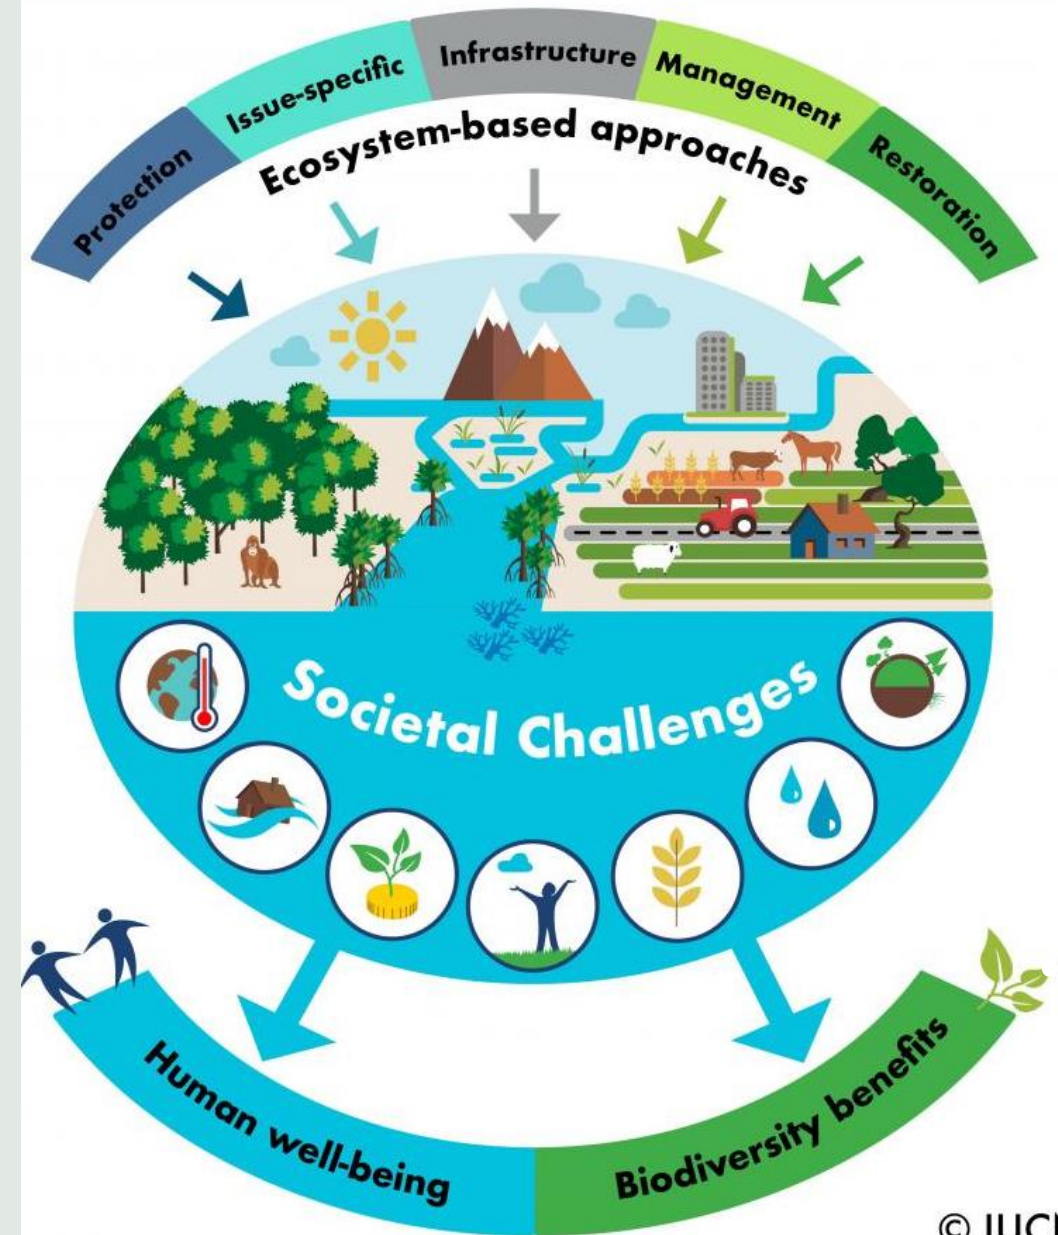 Protection
Issue-specific
Infrastructure
Management
Restoration
Ecosystem-based approaches
Societal Challenges
Human well-being
Biodiversity benefits
©